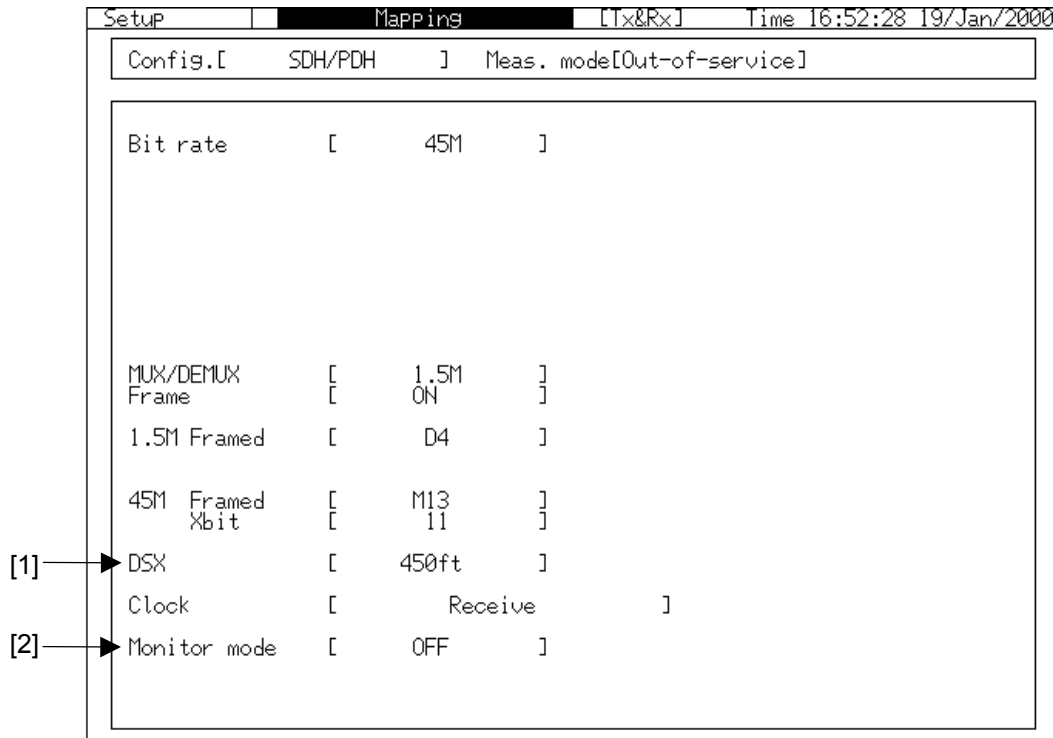 Setup Mapping [Tx&Rx] Time 16:52:28 19/Jan/2000
Config.[ SDH/PDH ] Meas. mode[Out-of-service]
Bit rate [ 45M ]
MUX/DEMUX [ 1.5M ]
Frame [ ON ]
1.5M Framed [ D4 ]
45M Framed [ M13 ]
Xbit [ 11 ]
[1] DSX [ 450ft ]
Clock [ Receive ]
[2] Monitor mode [ OFF ]